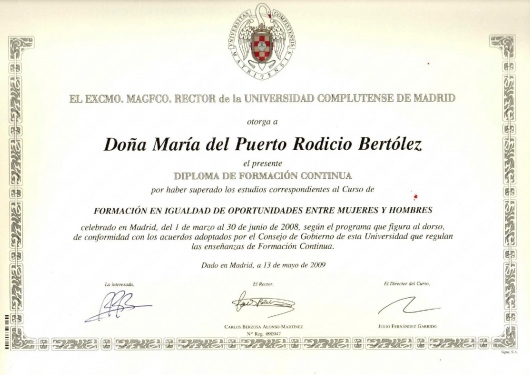 EL EXCMO. MAGFCO. RECTOR de la UNIVERSIDAD COMPLUTENSE DE MADRID
otorga a
Doña María del Puerto Rodicio Bertólez
el presente
DIPLOMA DE FORMACIÓN CONTINUA
por haber superado los estudios correspondientes al Curso de
FORMACIÓN EN IGUALDAD DE OPORTUNIDADES ENTRE MUJERES Y HOMBRES
celebrado en Madrid, del 1 de marzo al 30 de junio de 2008, según el programa que figura al dorso,
de conformidad con los acuerdos adoptados por el Consejo de Gobierno de esta Universidad que regulan
las enseñanzas de Formación Continua.
Dado en Madrid, a 13 de mayo de 2009
La interesada, El Rector, El Director del Curso,
CARLOS BERZOSA ALONSO-MARTÍNEZ JULIO FERNÁNDEZ GARRIDO
Nº Reg.